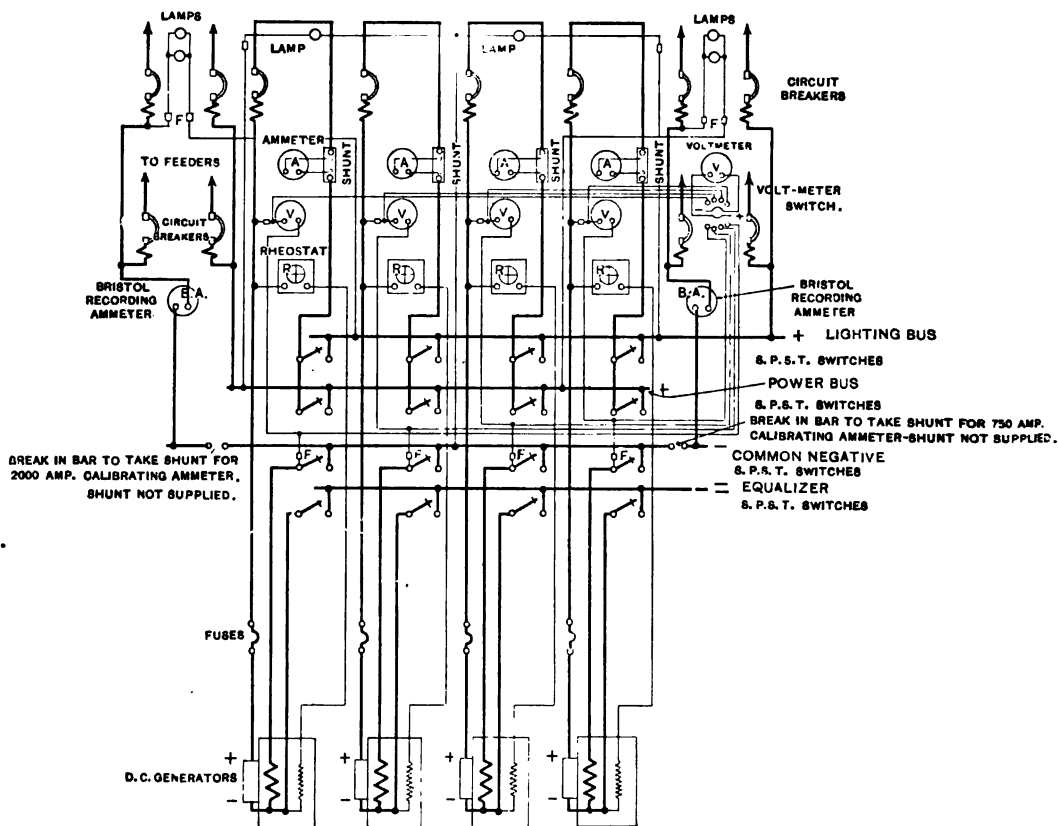 LAMPS
LAMPS
LAMP
LAMP
CIRCUIT
BREAKERS
F
F
AMMETER
SHUNT
SHUNT
SHUNT
SHUNT
VOLTMETER
A
A
A
A
V
TO FEEDERS
VOLT-METER
SWITCH.
V
V
V
V
+
CIRCUIT
BREAKERS
RHEOSTAT
R
R
R
R
BRISTOL
RECORDING
AMMETER
B.A.
B.A.
BRISTOL
RECORDING
AMMETER
+ LIGHTING BUS
S.P.S.T. SWITCHES
+
POWER BUS
S.P.S.T. SWITCHES
BREAK IN BAR TO TAKE SHUNT FOR 750 AMP.
CALIBRATING AMMETER-SHUNT NOT SUPPLIED.
BREAK IN BAR TO TAKE SHUNT FOR
2000 AMP. CALIBRATING AMMETER.
SHUNT NOT SUPPLIED.
F
F
F
F
—
COMMON NEGATIVE
S.P.S.T. SWITCHES
= EQUALIZER
S.P.S.T. SWITCHES
FUSES
+
+
+
+
D.C. GENERATORS
−
−
−
−